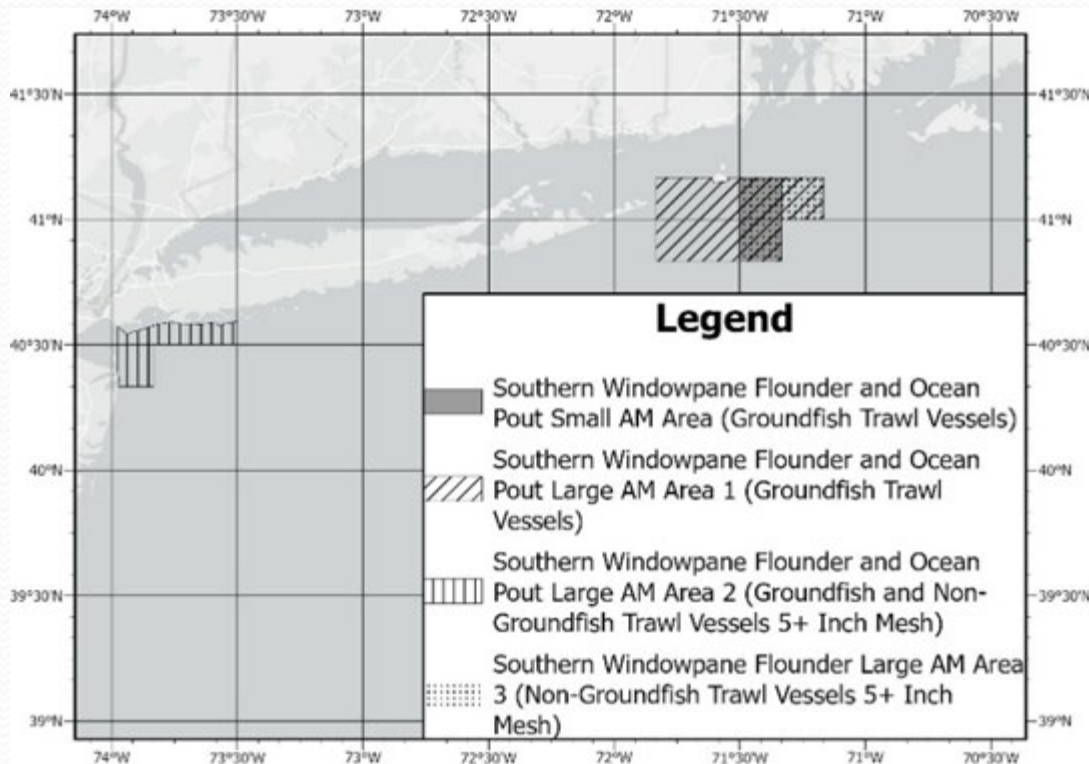 74°W 73°30'W 73°W 72°30'W 72°W 71°30'W 71°W 70°30'W
41°30'N 41°30'N
41°N 41°N
40°30'N 40°30'N
40°N 40°N
39°30'N 39°30'N
39°N 39°N
Legend
Southern Windowpane Flounder and Ocean
Pout Small AM Area (Groundfish Trawl Vessels)
Southern Windowpane Flounder and Ocean
Pout Large AM Area 1 (Groundfish Trawl
Vessels)
Southern Windowpane Flounder and Ocean
Pout Large AM Area 2 (Groundfish and Non-
Groundfish Trawl Vessels 5+ Inch Mesh)
Southern Windowpane Flounder Large AM Area
3 (Non-Groundfish Trawl Vessels 5+ Inch
Mesh)
74°W 73°30'W 73°W 72°30'W 72°W 71°30'W 71°W 70°30'W